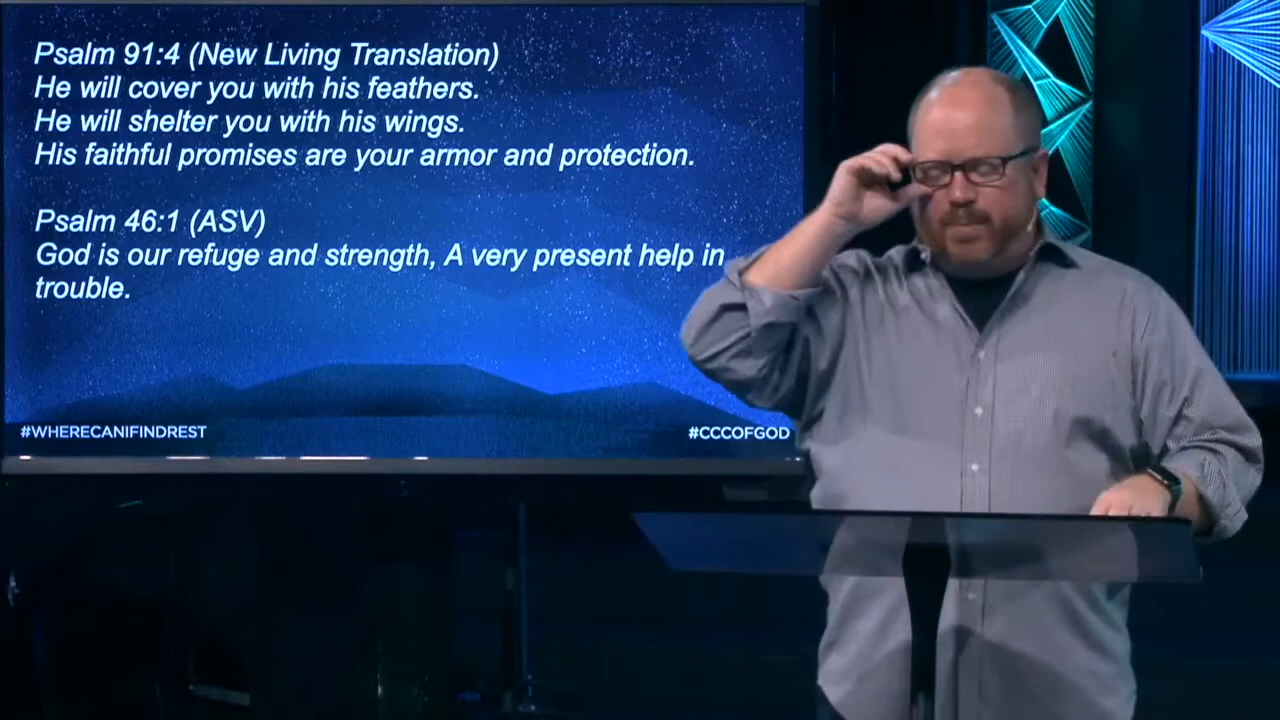 Psalm 91:4 (New Living Translation)
He will cover you with his feathers.
He will shelter you with his wings.
His faithful promises are your armor and protection.
Psalm 46:1 (ASV)
God is our refuge and strength, A very present help in
trouble.
#WHERECANIFINDREST
#CCCOFGOD